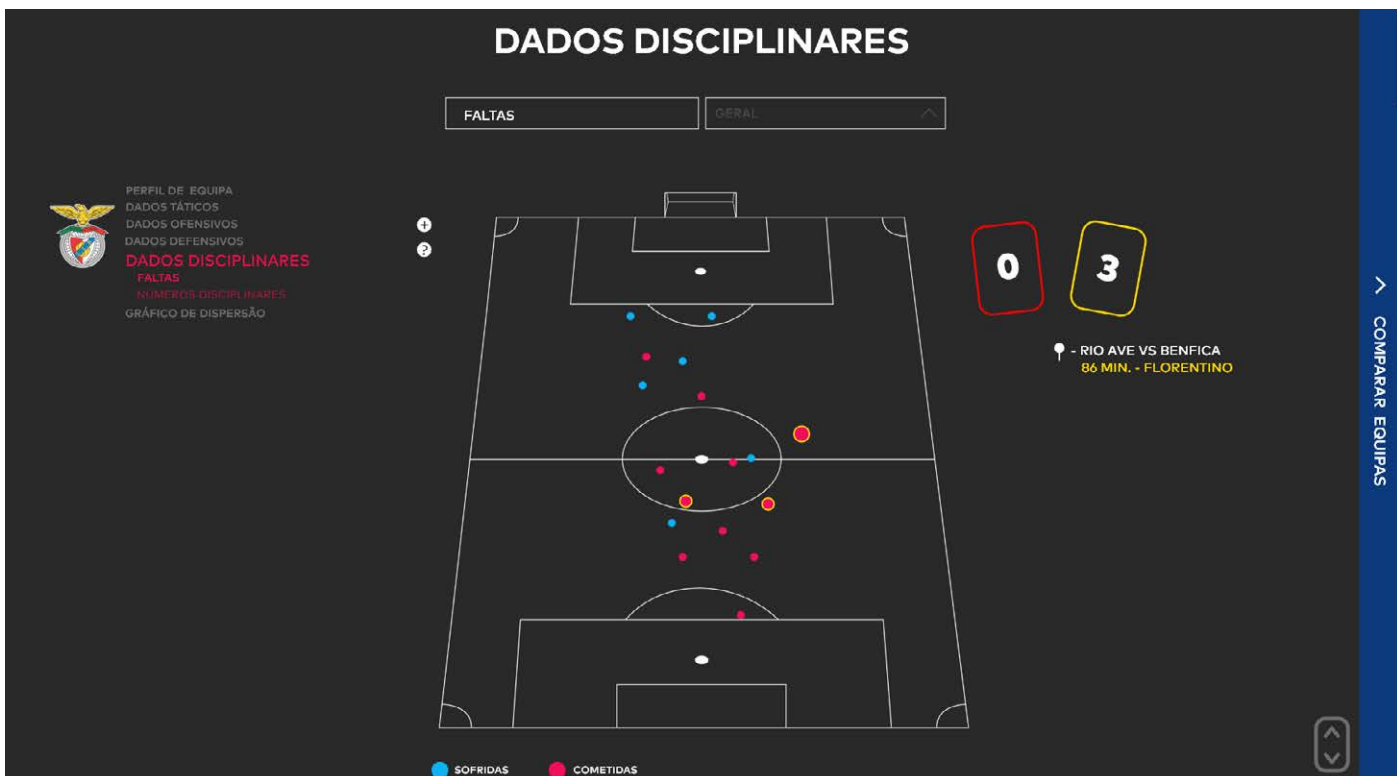 DADOS DISCIPLINARES
FALTAS
GERAL
PERFIL DE EQUIPA
DADOS TÁTICOS
DADOS OFENSIVOS
DADOS DEFENSIVOS
DADOS DISCIPLINARES
FALTAS
NÚMEROS DISCIPLINARES
GRÁFICO DE DISPERSÃO
+
?
0
3
- RIO AVE VS BENFICA
86 MIN. - FLORENTINO
COMPARAR EQUIPAS
SOFRIDAS
COMETIDAS